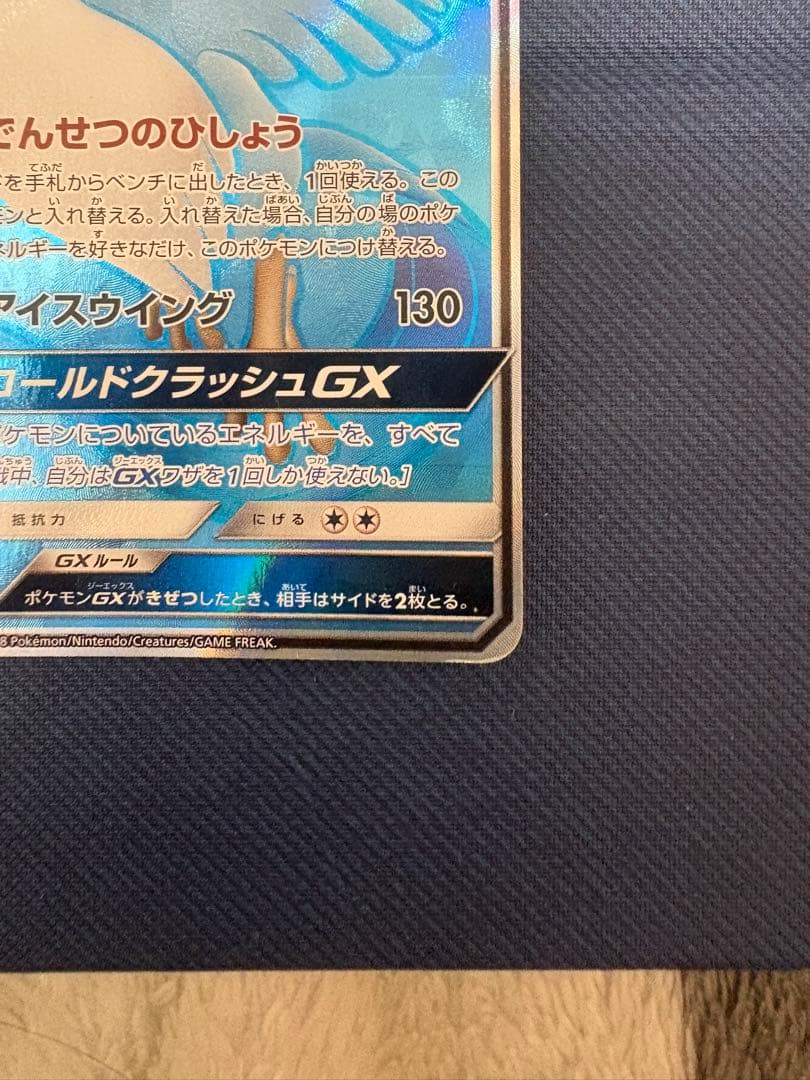 でんせつのひしょう
を手札からベンチに出したとき、1回使える。この
モンと入れ替える。入れ替えた場合、自分の場のポケ
ネルギーを好きなだけ、このポケモンにつけ替える。
アイスウイング 130
コールドクラッシュGX
ポケモンについているエネルギーを、すべて
戦中、自分はGXワザを1回しか使えない。]
抵抗力 にげる
GXルール
ポケモンGXがきぜつしたとき、相手はサイドを2枚とる。
8 Pokémon/Nintendo/Creatures/GAME FREAK.